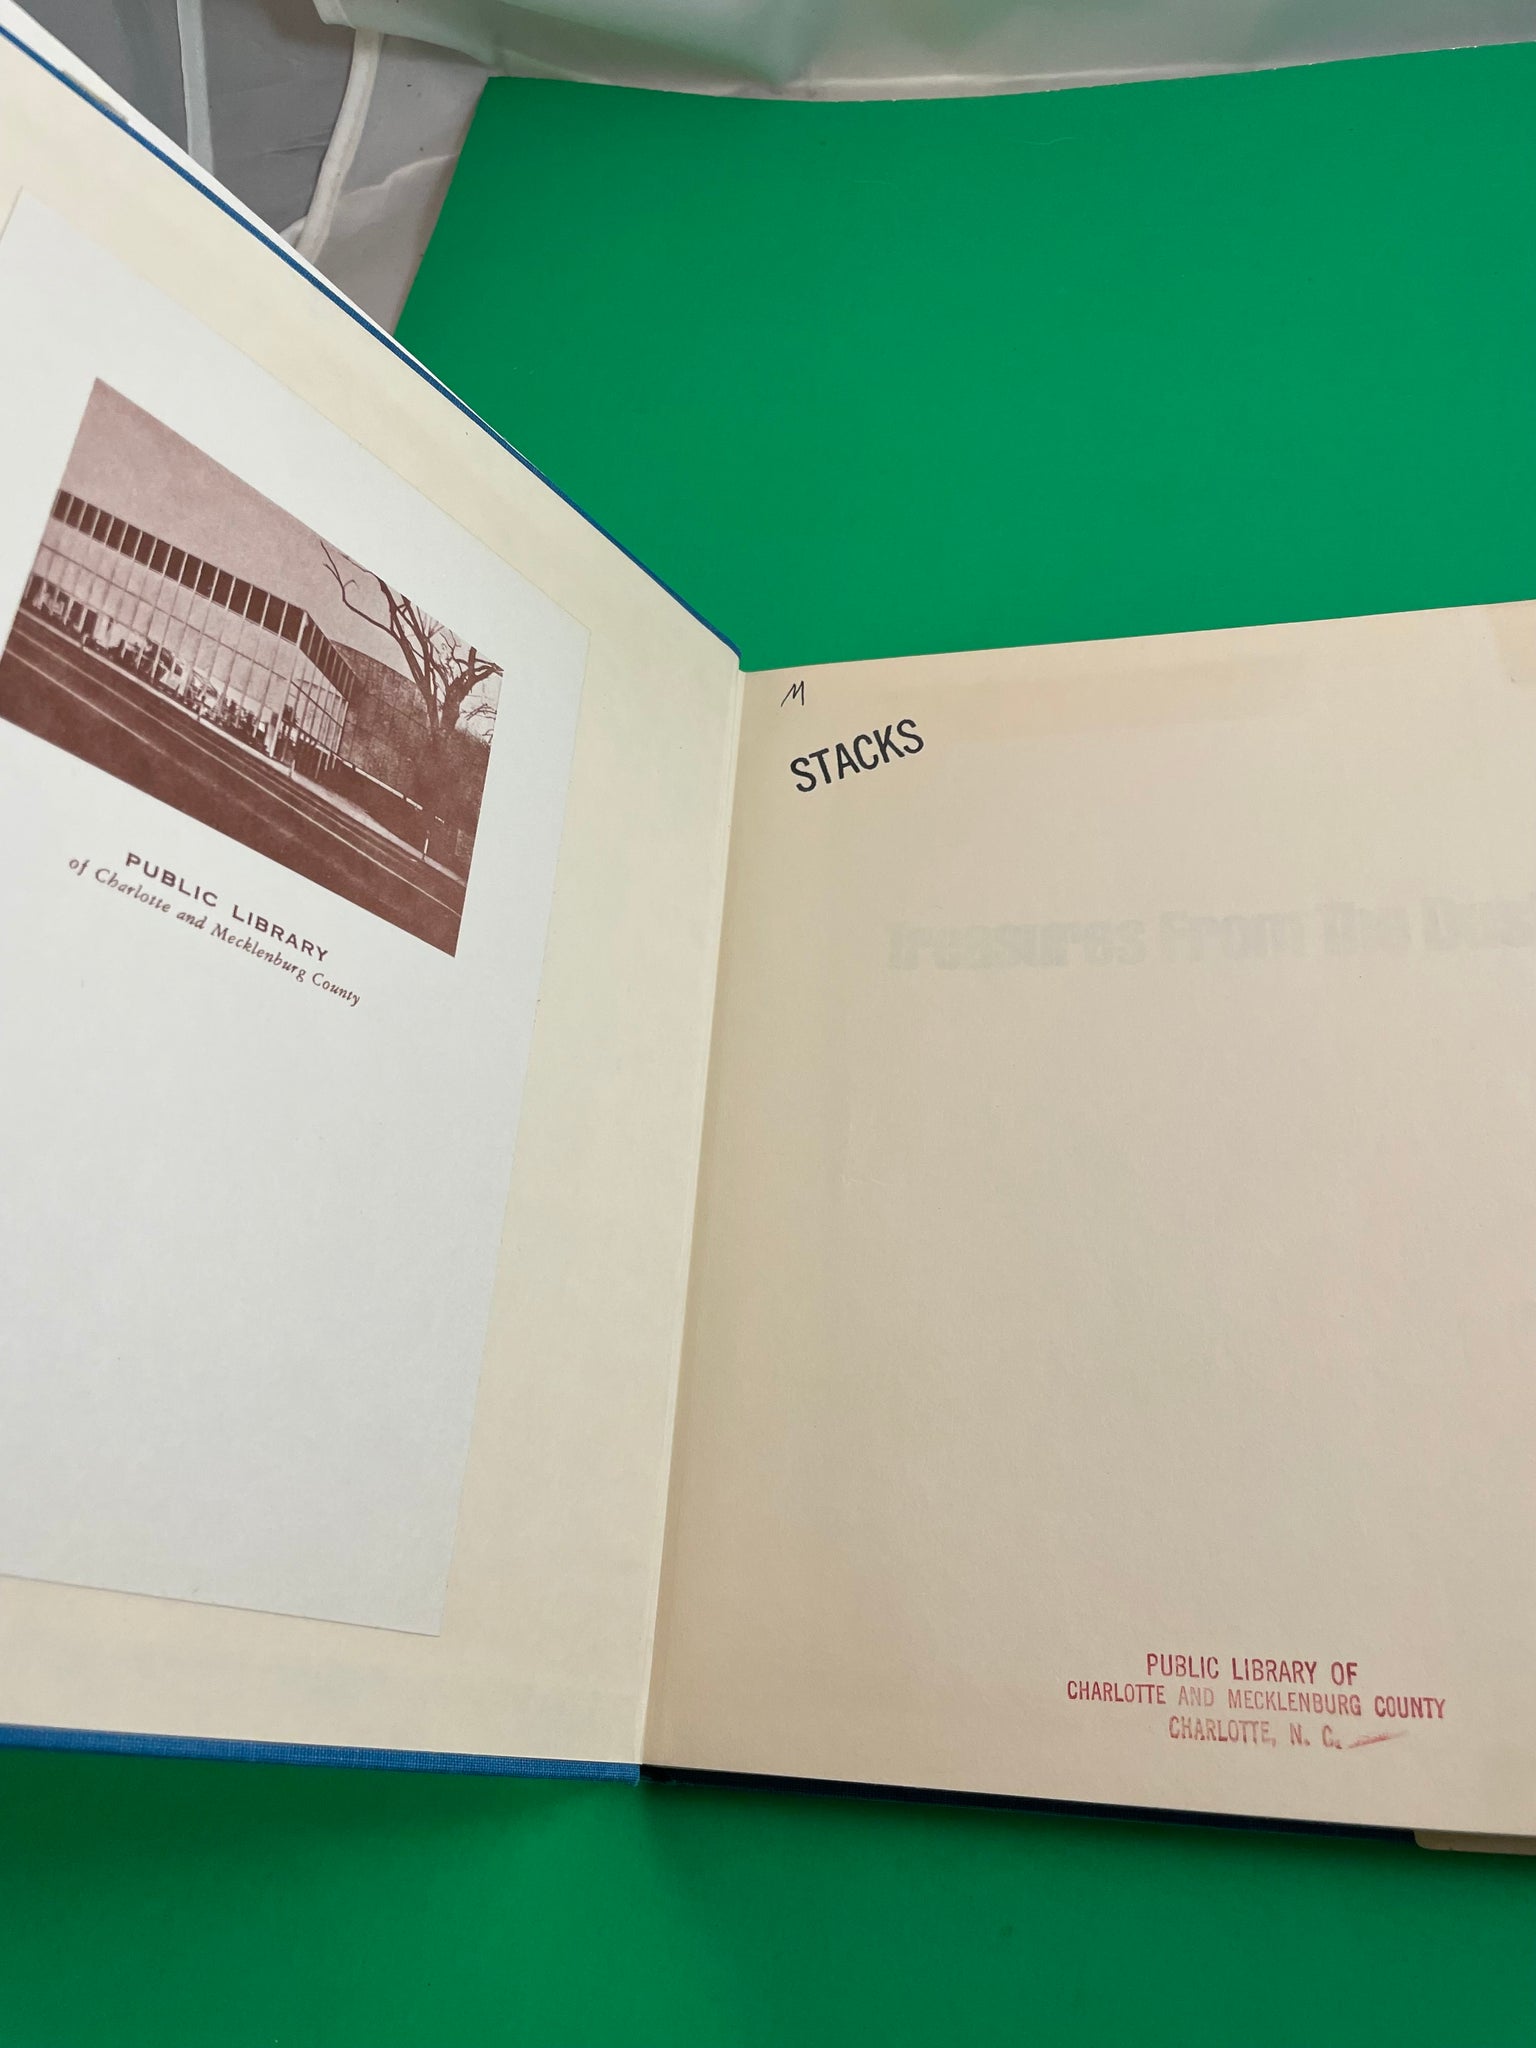 PUBLIC LIBRARY
of Charlotte and Mecklenburg County
M
STACKS
Treasures From The
PUBLIC LIBRARY OF
CHARLOTTE AND MECKLENBURG COUNTY
CHARLOTTE, N. C.